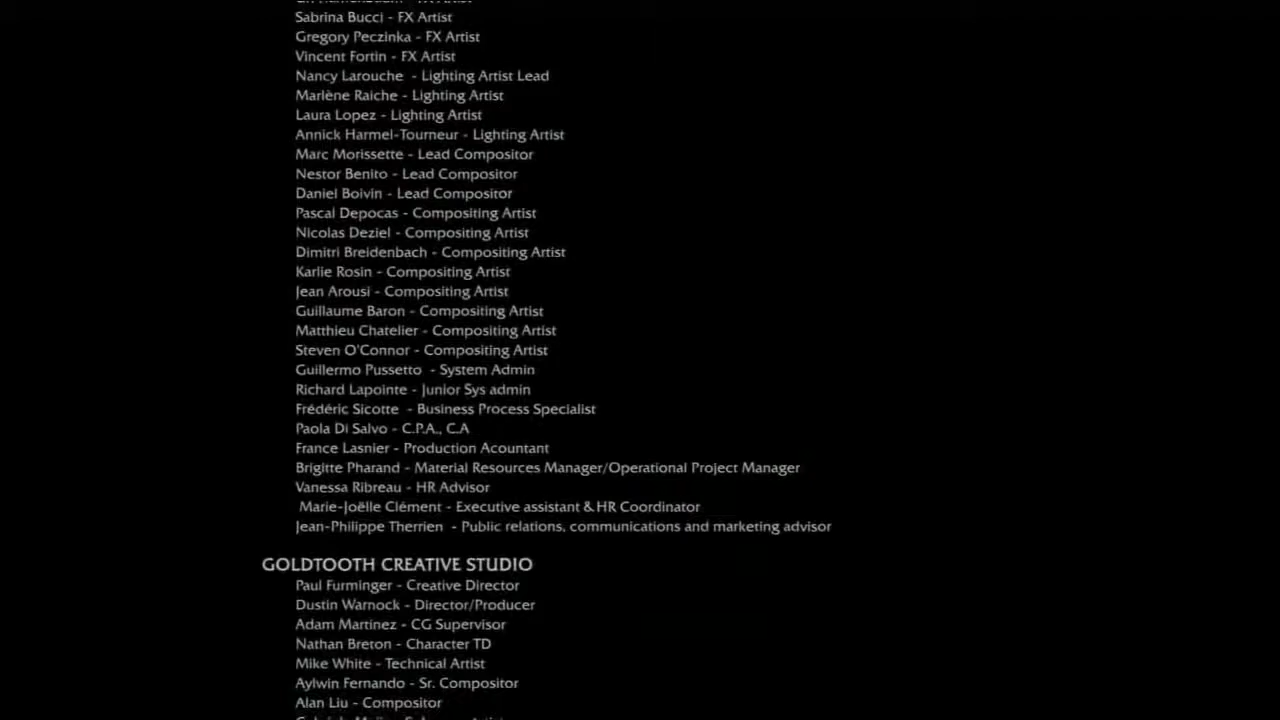 Sabrina Bucci - FX Artist
Gregory Peczinka - FX Artist
Vincent Fortin - FX Artist
Nancy Larouche - Lighting Artist Lead
Marlène Raiche - Lighting Artist
Laura Lopez - Lighting Artist
Annick Harmel-Tourneur - Lighting Artist
Marc Morissette - Lead Compositor
Nestor Benito - Lead Compositor
Daniel Boivin - Lead Compositor
Pascal Depocas - Compositing Artist
Nicolas Deziel - Compositing Artist
Dimitri Breidenbach - Compositing Artist
Karlie Rosin - Compositing Artist
Jean Arousi - Compositing Artist
Guillaume Baron - Compositing Artist
Matthieu Chatelier - Compositing Artist
Steven O'Connor - Compositing Artist
Guillermo Pussetto - System Admin
Richard Lapointe - Junior Sys admin
Frédéric Sicotte - Business Process Specialist
Paola Di Salvo - C.P.A., C.A
France Lasnier - Production Acountant
Brigitte Pharand - Material Resources Manager/Operational Project Manager
Vanessa Ribreau - HR Advisor
Marie-Joëlle Clément - Executive assistant & HR Coordinator
Jean-Philippe Therrien - Public relations, communications and marketing advisor
GOLDTOOTH CREATIVE STUDIO
Paul Furminger - Creative Director
Dustin Warnock - Director/Producer
Adam Martinez - CG Supervisor
Nathan Breton - Character TD
Mike White - Technical Artist
Aylwin Fernando - Sr. Compositor
Alan Liu - Compositor